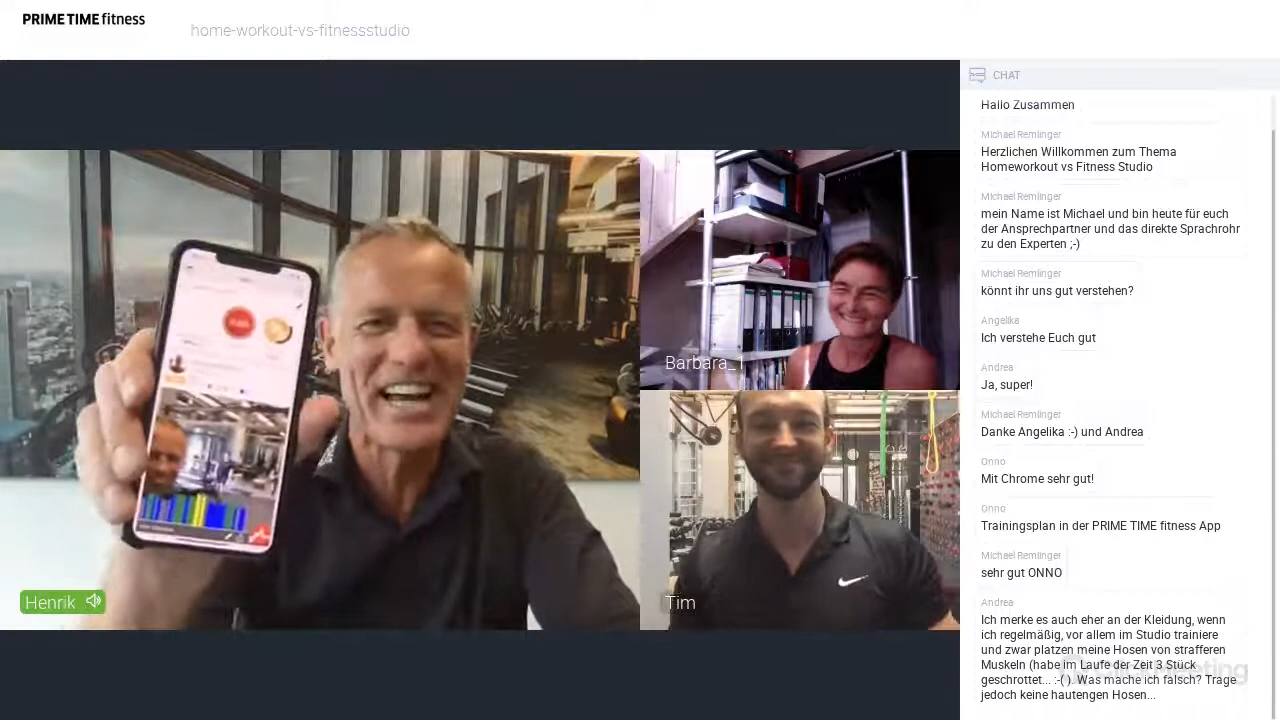 PRIME TIME fitness
home-workout-vs-fitnessstudio
CHAT
Hallo Zusammen
Michael Remlinger
Herzlichen Willkommen zum Thema
Homeworkout vs Fitness Studio
Michael Remlinger
mein Name ist Michael und bin heute für euch
der Ansprechpartner und das direkte Sprachrohr
zu den Experten ;-)
Michael Remlinger
könnt ihr uns gut verstehen?
Angelika
Ich verstehe Euch gut
Andrea
Ja, super!
Michael Remlinger
Danke Angelika :-) und Andrea
Onno
Mit Chrome sehr gut!
Onno
Trainingsplan in der PRIME TIME fitness App
Michael Remlinger
sehr gut ONNO
Andrea
Ich merke es auch eher an der Kleidung, wenn
ich regelmäßig, vor allem im Studio trainiere
und zwar platzen meine Hosen von strafferen
Muskeln (habe im Laufe der Zeit 3 Stück
geschrottet... :-( ). Was mache ich falsch? Trage
jedoch keine hautengen Hosen...
Barbara_1
Henrik
Tim